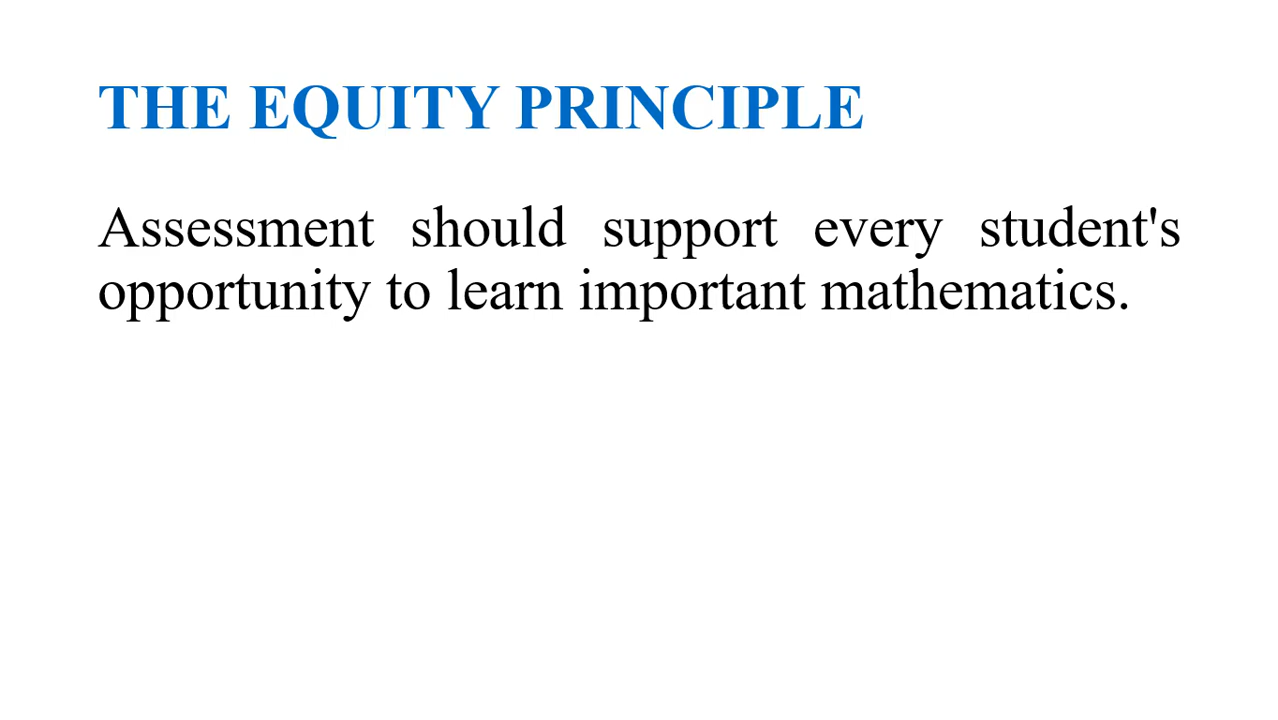 THE EQUITY PRINCIPLE
Assessment should support every student's
opportunity to learn important mathematics.